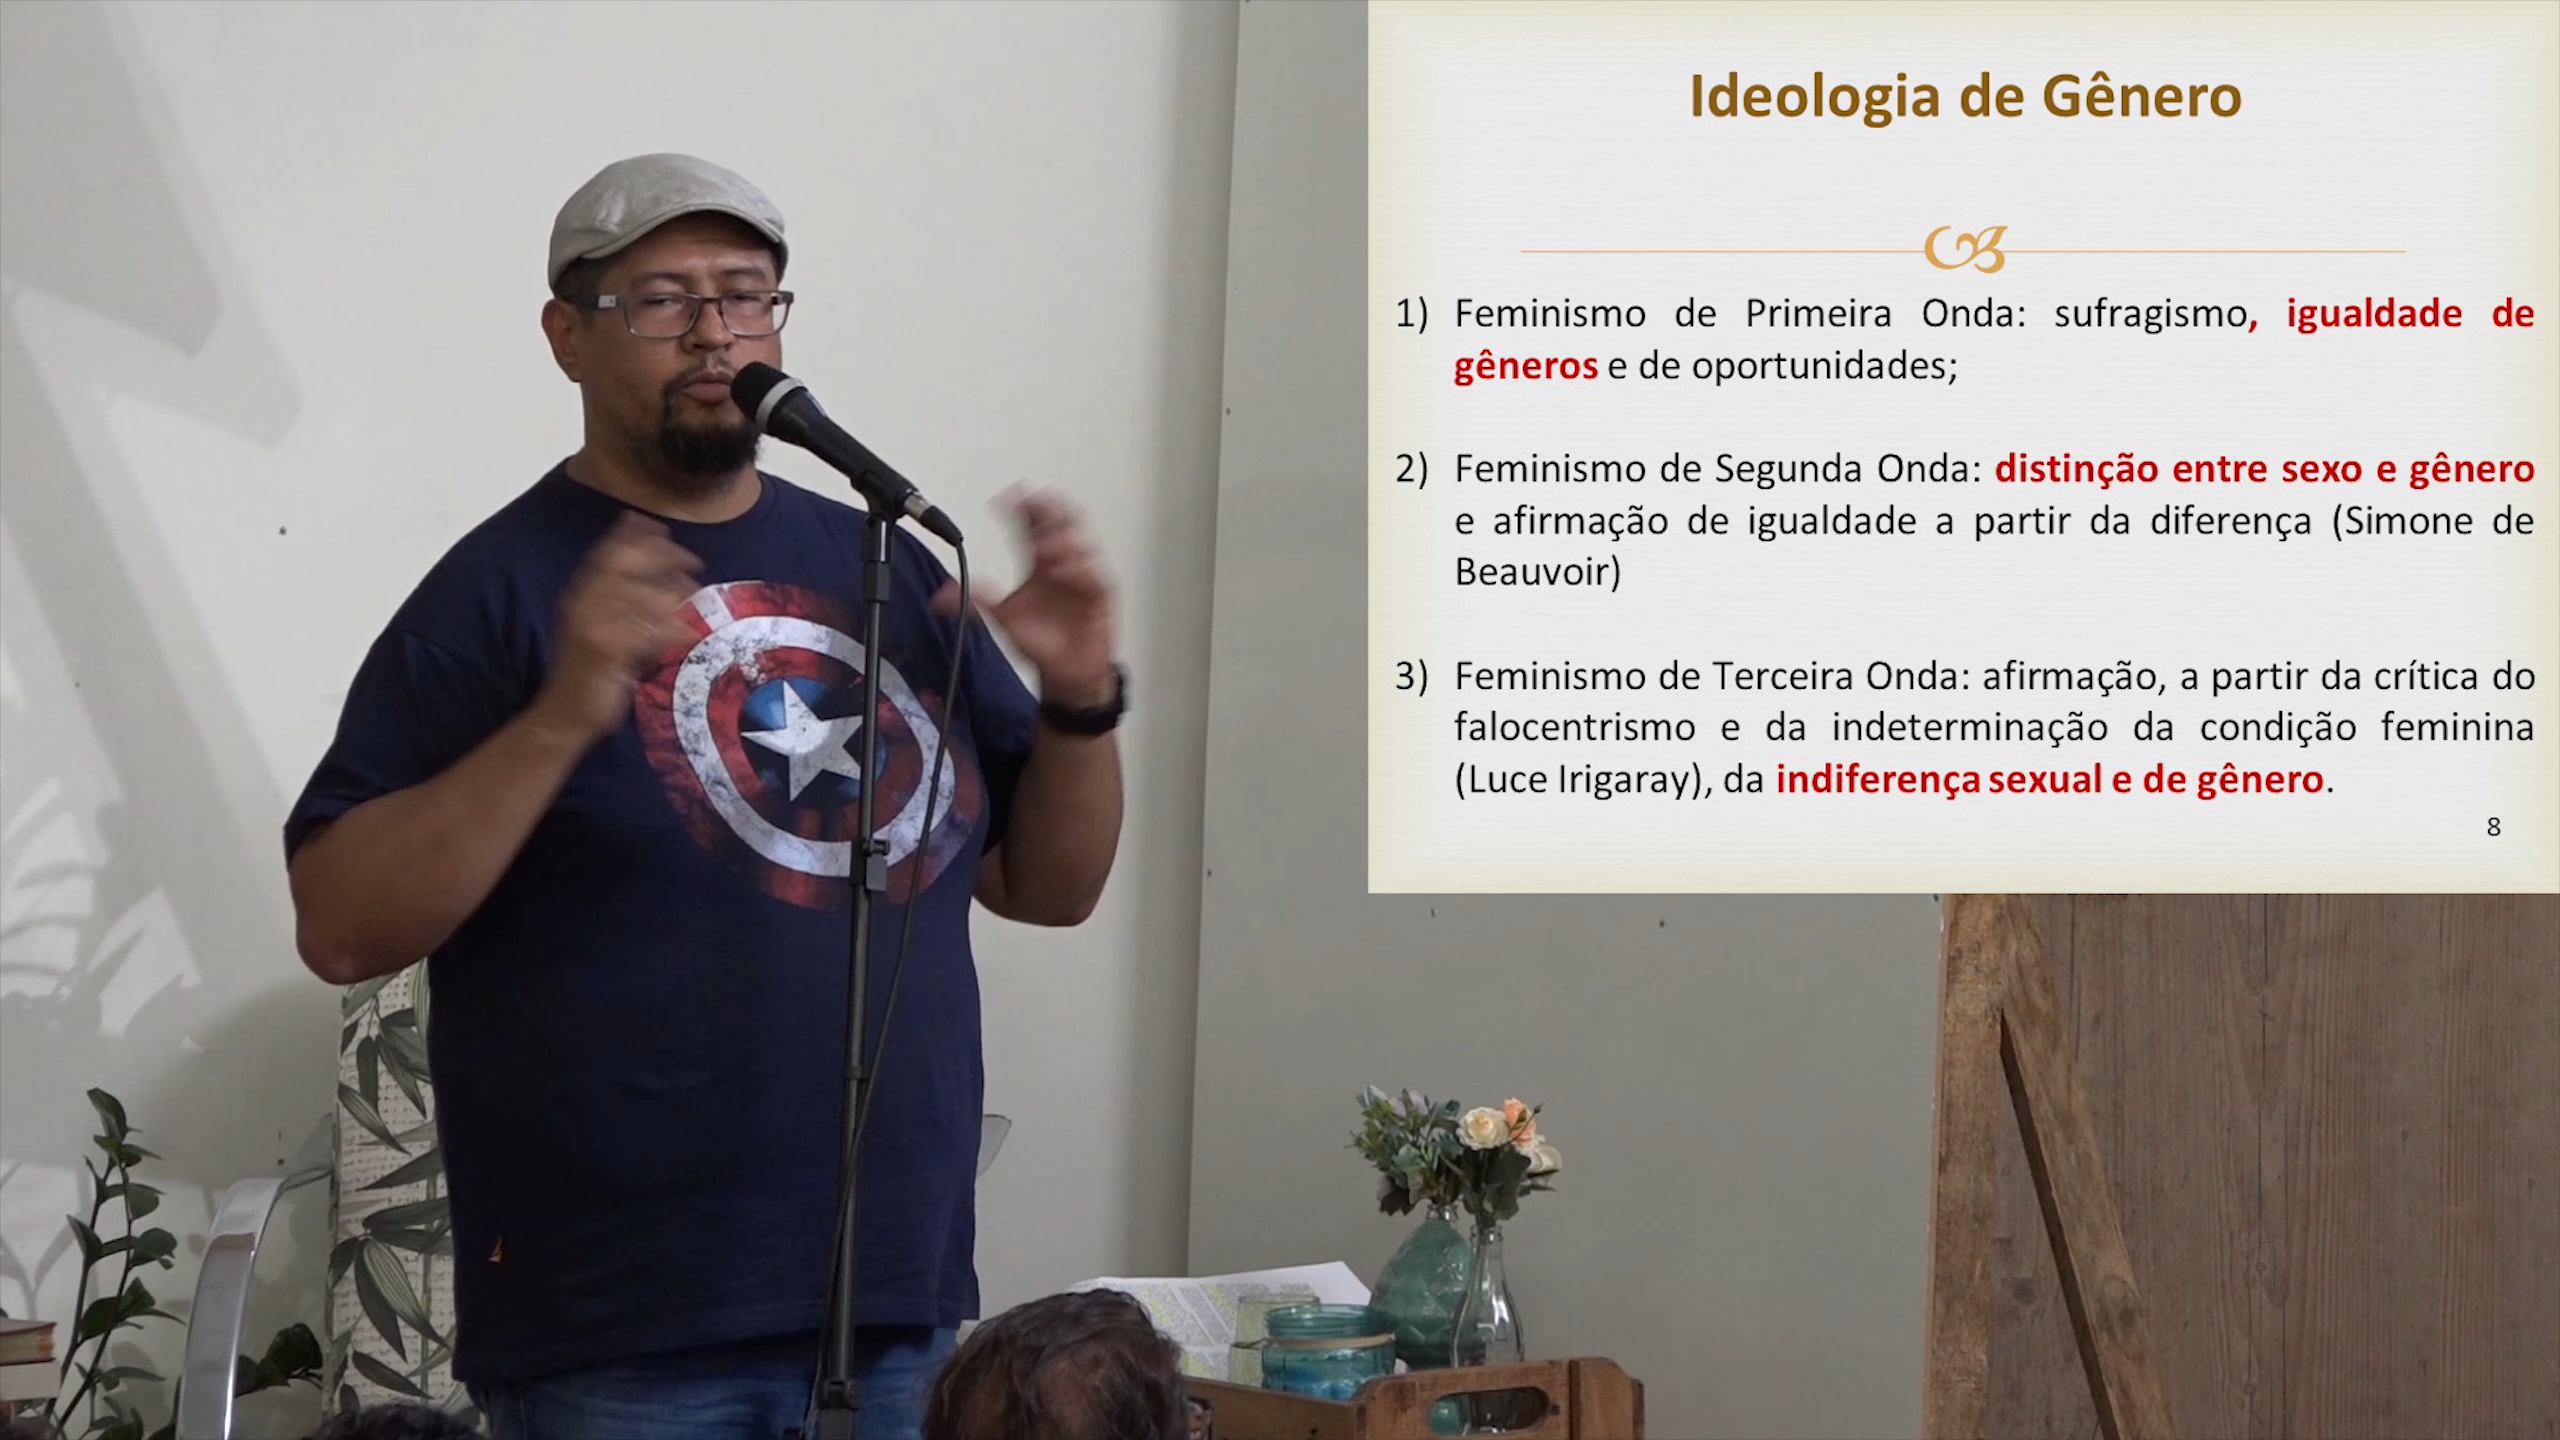 Ideologia de Gênero
1) Feminismo de Primeira Onda: sufragismo, igualdade de
gêneros e de oportunidades;
2) Feminismo de Segunda Onda: distinção entre sexo e gênero
e afirmação de igualdade a partir da diferença (Simone de
Beauvoir)
3) Feminismo de Terceira Onda: afirmação, a partir da crítica do
falocentrismo e da indeterminação da condição feminina
(Luce Irigaray), da indiferença sexual e de gênero.
8